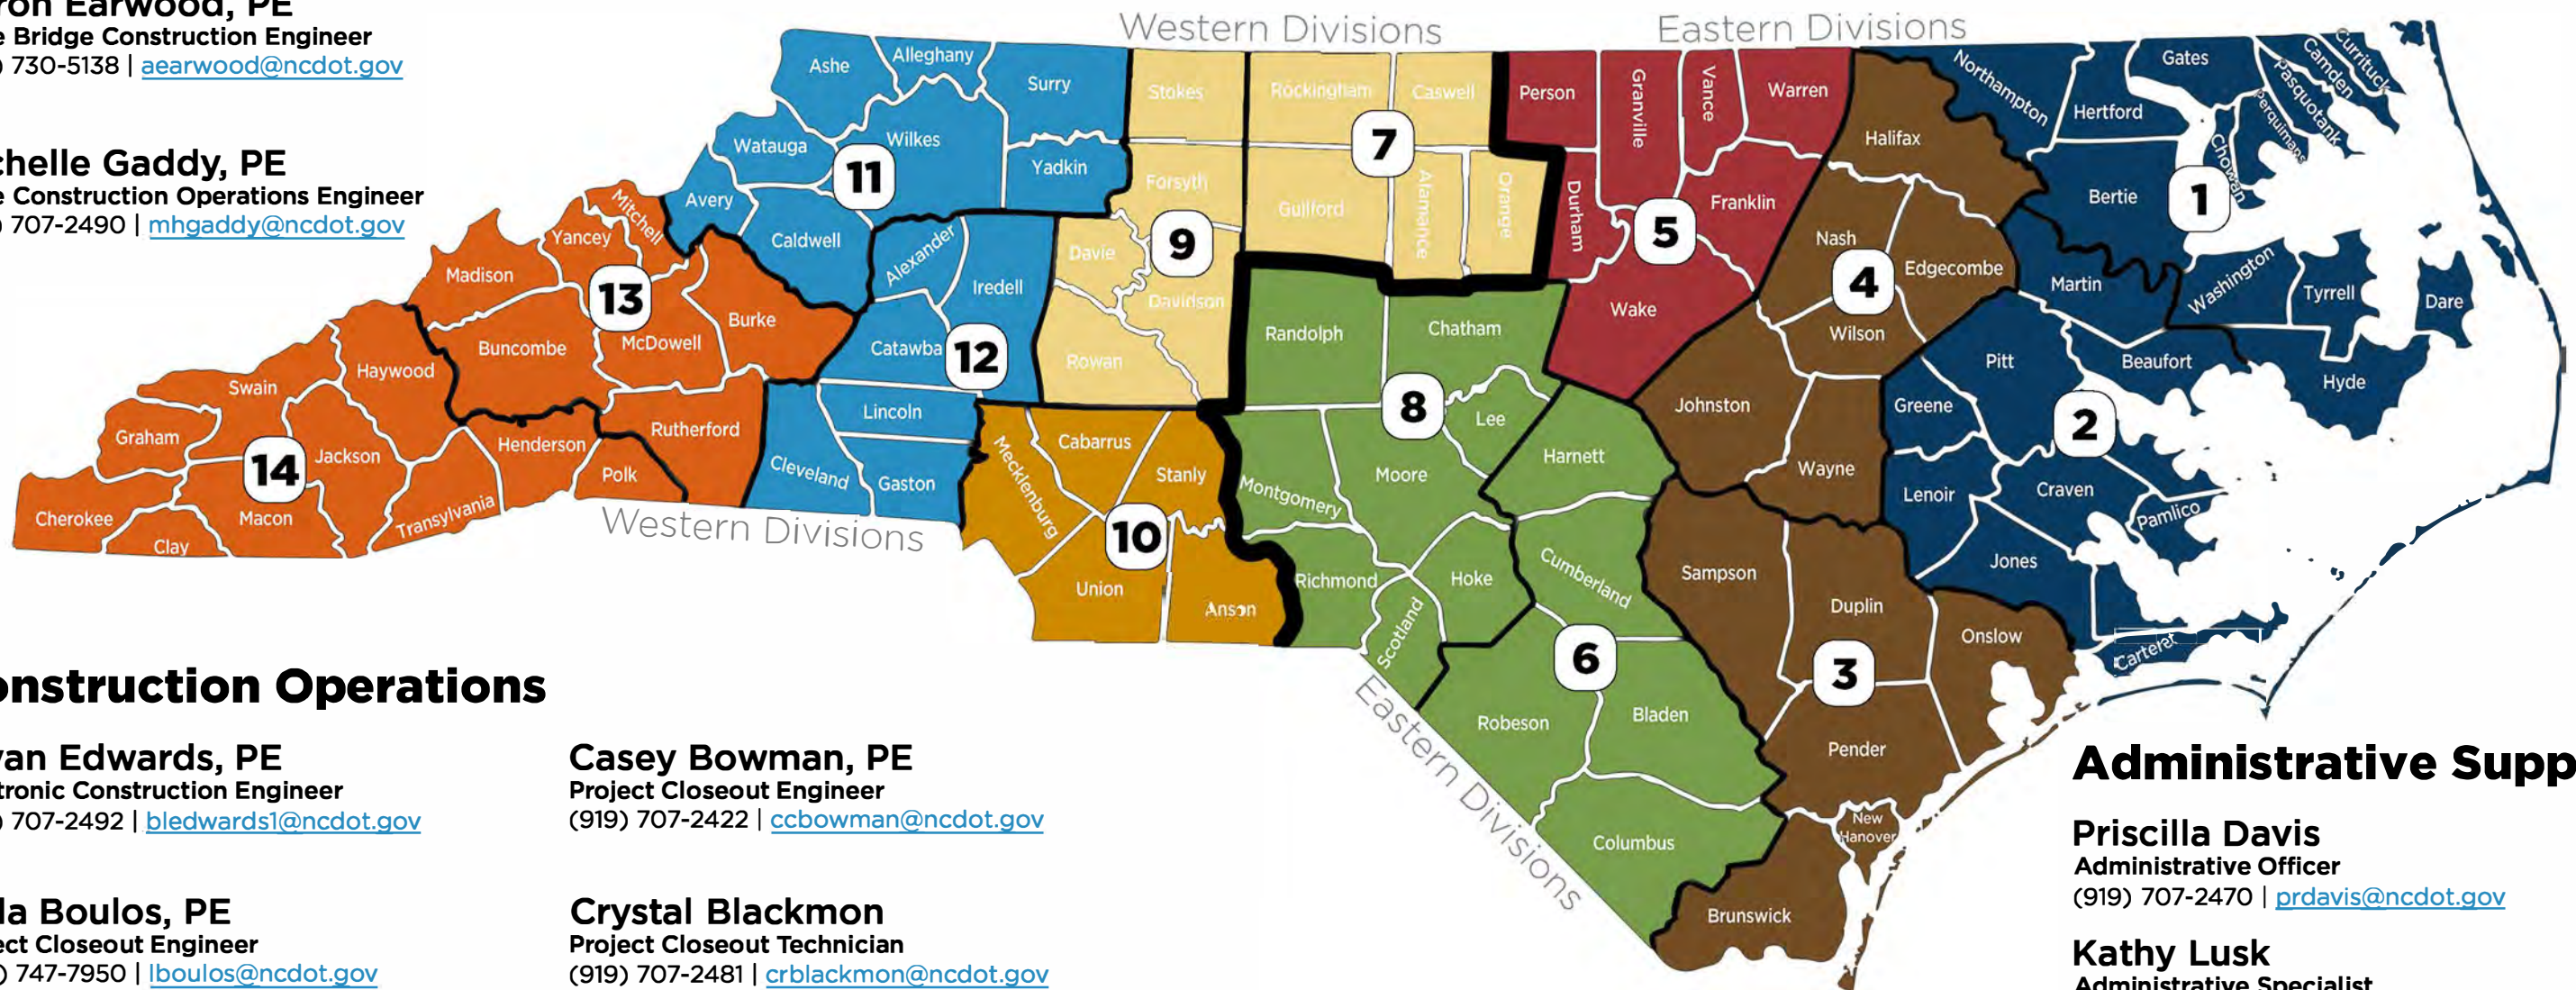 ron Earwood, PE
e Bridge Construction Engineer
) 730-5138 | aearwood@ncdot.gov
chelle Gaddy, PE
e Construction Operations Engineer
) 707-2490 | mhgaddy@ncdot.gov
Western Divisions
Eastern Divisions
Ashe
Alleghany
Surry
Stokes
Rockingham
Caswell
Person
Granville
Vance
Warren
Northampton
Gates
Camden
Currituck
Pasquotank
Perquimans
Hertford
Halifax
Watauga
Wilkes
Yadkin
11
7
Forsyth
Guilford
Alamance
Orange
Durham
Franklin
5
Chowan
Bertie
1
Mitchell
Avery
Yancey
Caldwell
Alexander
Iredell
Davie
9
Davidson
Nash
Edgecombe
4
Martin
Washington
Tyrrell
Dare
Madison
13
Burke
Buncombe
McDowell
Catawba
12
Rowan
Randolph
Chatham
Wake
Wilson
Pitt
Beaufort
Hyde
Swain
Haywood
Lincoln
8
Lee
Johnston
Greene
2
Graham
Jackson
Henderson
Rutherford
Polk
Cleveland
Gaston
Mecklenburg
Cabarrus
Stanly
Montgomery
Moore
Harnett
Wayne
Lenoir
Craven
Pamlico
14
Cherokee
Clay
Macon
Transylvania
Western Divisions
10
Union
Anson
Richmond
Scotland
Hoke
Cumberland
Sampson
Duplin
Jones
Onslow
Carteret
6
3
Robeson
Bladen
Pender
Eastern Divisions
Columbus
New
Hanover
Brunswick
onstruction Operations
van Edwards, PE
tronic Construction Engineer
) 707-2492 | bledwards1@ncdot.gov
Casey Bowman, PE
Project Closeout Engineer
(919) 707-2422 | ccbowman@ncdot.gov
la Boulos, PE
ect Closeout Engineer
) 747-7950 | lboulos@ncdot.gov
Crystal Blackmon
Project Closeout Technician
(919) 707-2481 | crblackmon@ncdot.gov
Administrative Supp
Priscilla Davis
Administrative Officer
(919) 707-2470 | prdavis@ncdot.gov
Kathy Lusk
Administrative Specialist